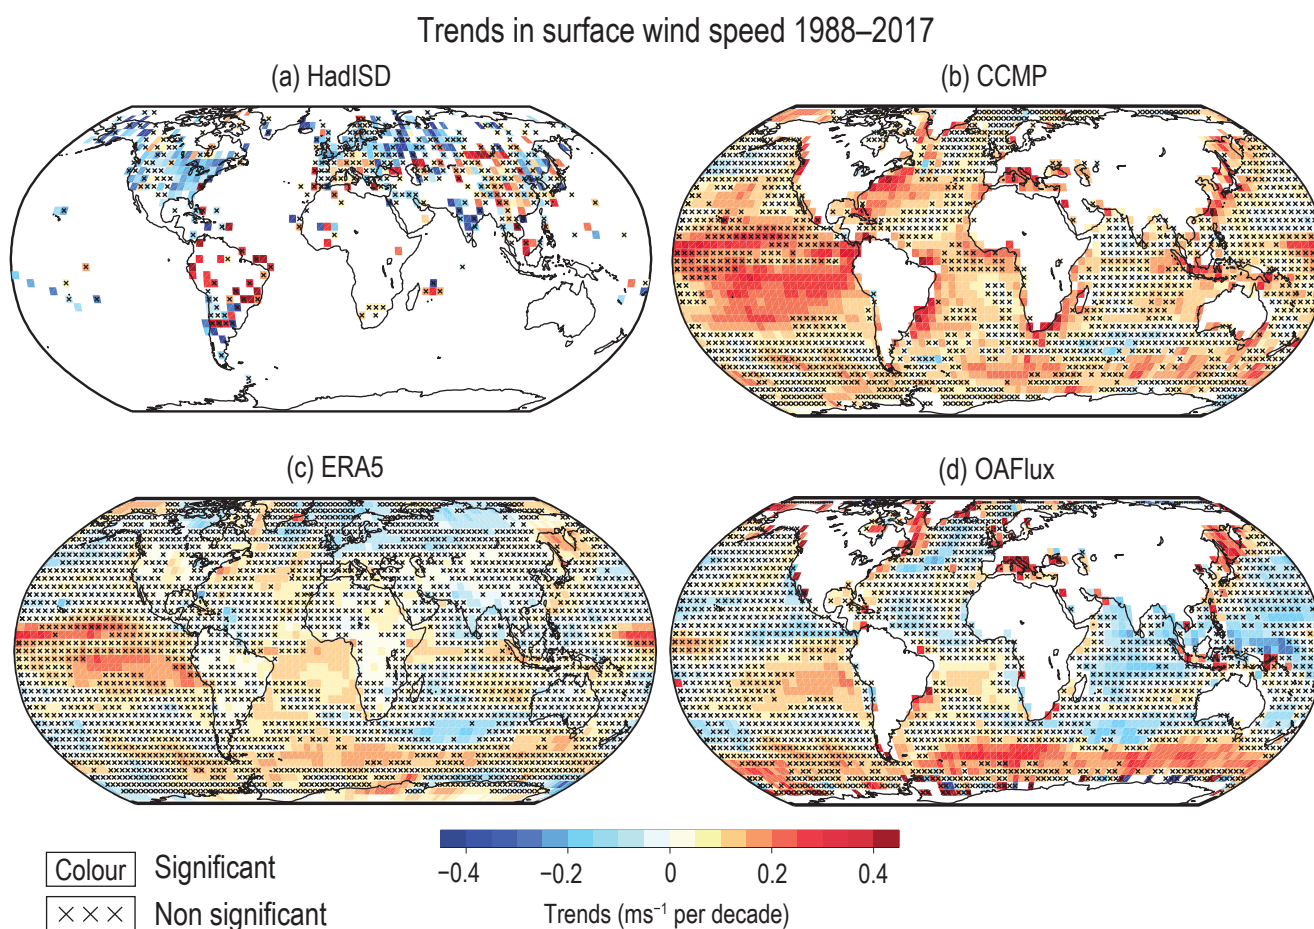 Trends in surface wind speed 1988–2017
(a) HadISD
(b) CCMP
(c) ERA5
(d) OAFlux
−0.4 −0.2 0 0.2 0.4
Trends (ms⁻¹ per decade)
Colour Significant
××× Non significant